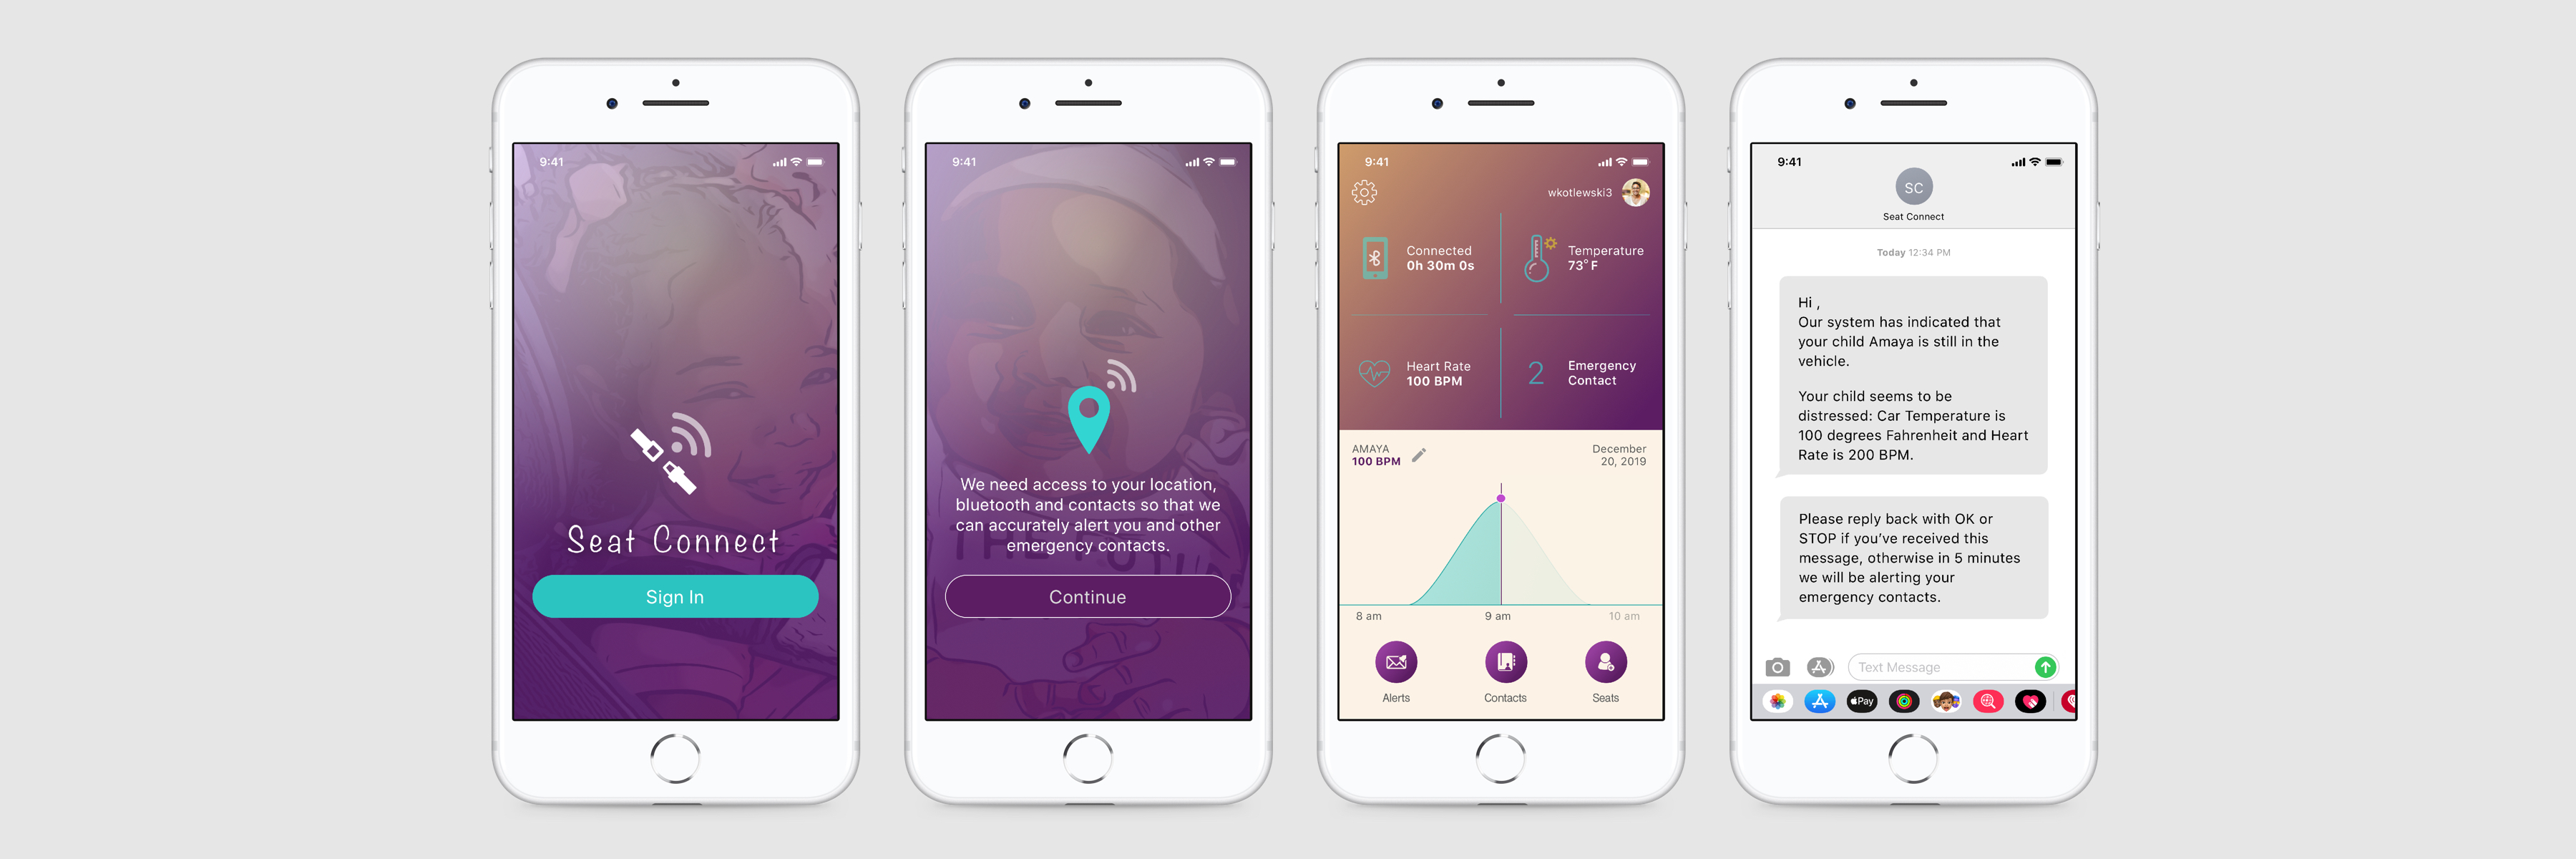 9:41
Seat Connect
Sign In
9:41
We need access to your location,
bluetooth and contacts so that we
can accurately alert you and other
emergency contacts.
THE FUTU
Continue
9:41
wkotlewski3
Connected
0h 30m 0s
Temperature
73° F
Heart Rate
100 BPM
2
Emergency
Contact
AMAYA
100 BPM
December
20, 2019
8 am
9 am
10 am
Alerts
Contacts
Seats
9:41
SC
Seat Connect
Today 12:34 PM
Hi ,
Our system has indicated that
your child Amaya is still in the
vehicle.
Your child seems to be
distressed: Car Temperature is
100 degrees Fahrenheit and Heart
Rate is 200 BPM.
Please reply back with OK or
STOP if you've received this
message, otherwise in 5 minutes
we will be alerting your
emergency contacts.
Text Message
Pay